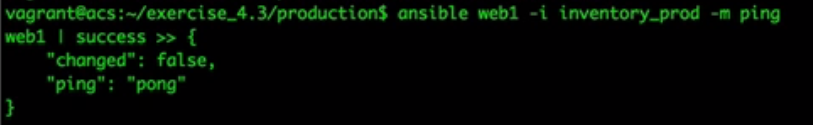 vagrant@acs:~/exercise_4.3/production$ ansible web1 -i inventory_prod -m ping
web1 | success >> {
    "changed": false,
    "ping": "pong"
}